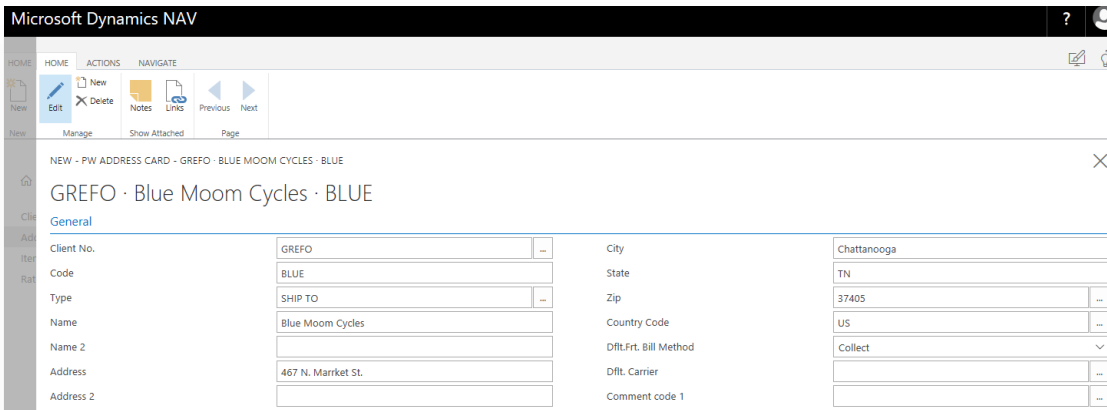 Microsoft Dynamics NAV ?
HOME HOME ACTIONS NAVIGATE
New Edit New Delete Notes Links Previous Next
New Manage Show Attached Page
NEW - PW ADDRESS CARD - GREFO · BLUE MOOM CYCLES · BLUE
GREFO · Blue Moom Cycles · BLUE
General
Client No. GREFO ... City Chattanooga
Code BLUE State TN
Type SHIP TO ... Zip 37405 ...
Name Blue Moom Cycles Country Code US ...
Name 2 Dflt.Frt. Bill Method Collect
Address 467 N. Marrket St. Dflt. Carrier ...
Address 2 Comment code 1 ...